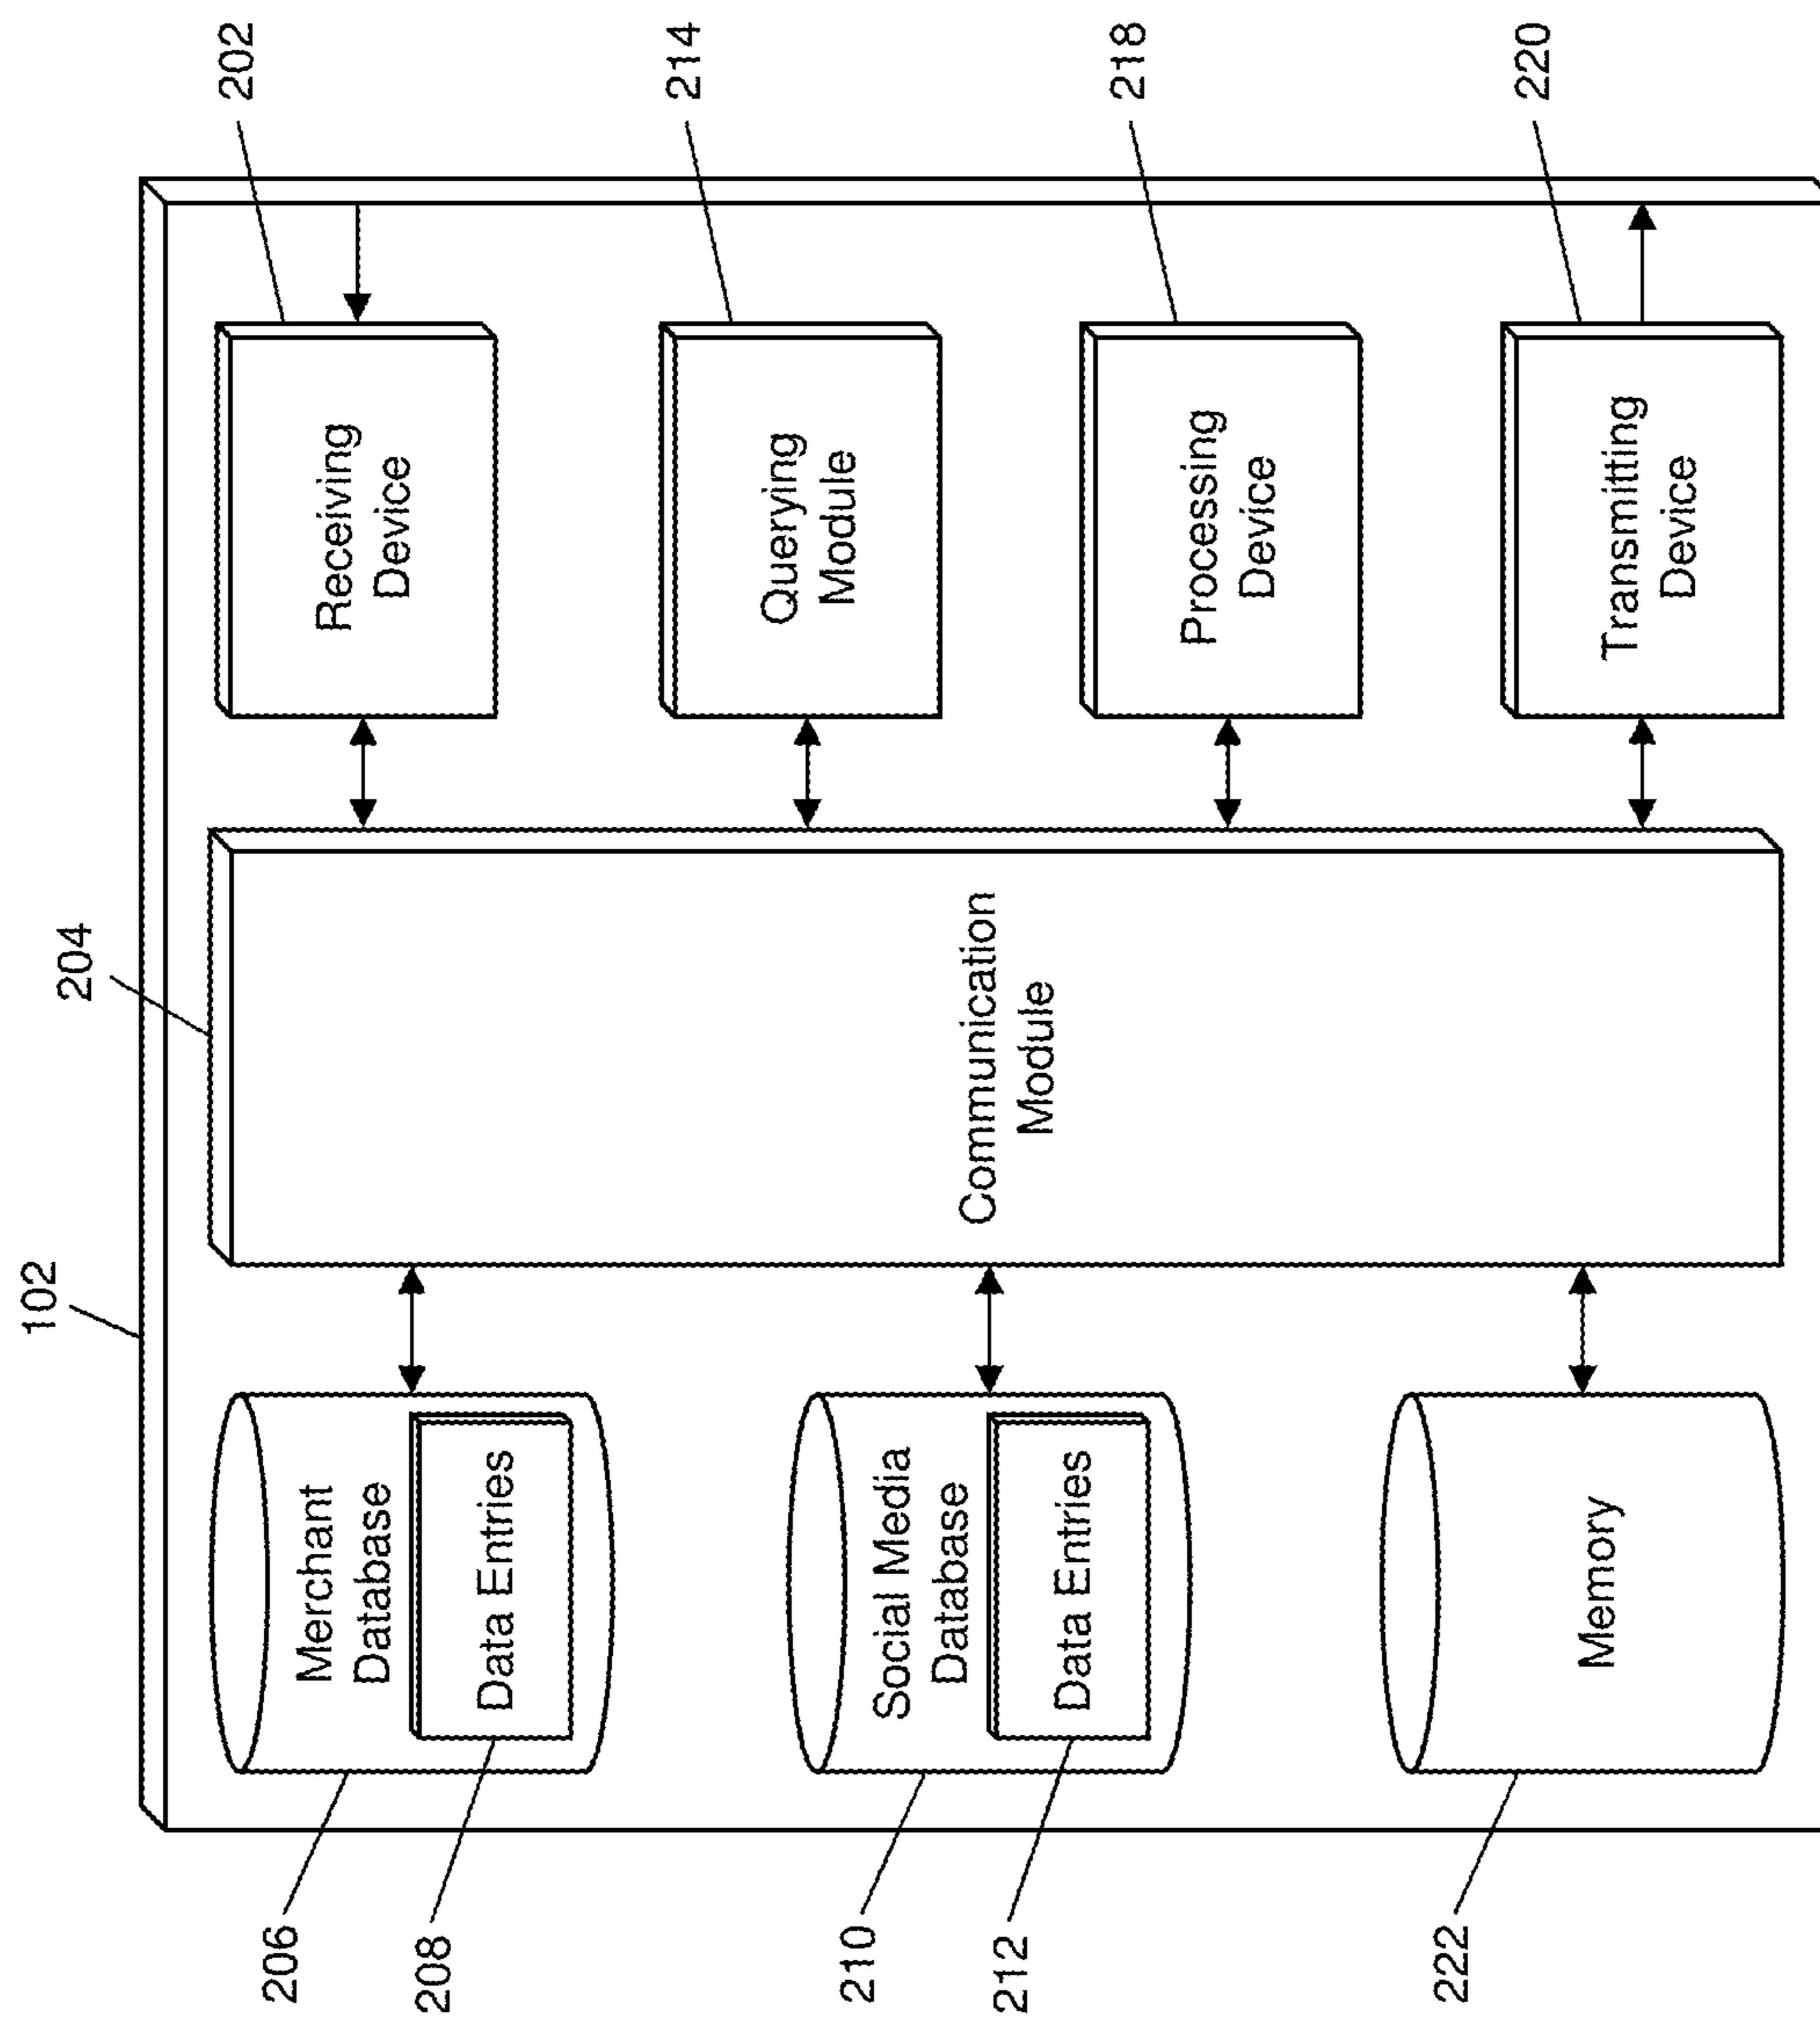 102
204
206
Merchant
Database
208
Data Entries
210
Social Media
Database
212
Data Entries
222
Memory
Communication
Module
Receiving
Device
202
Querying
Module
214
Processing
Device
218
Transmitting
Device
220